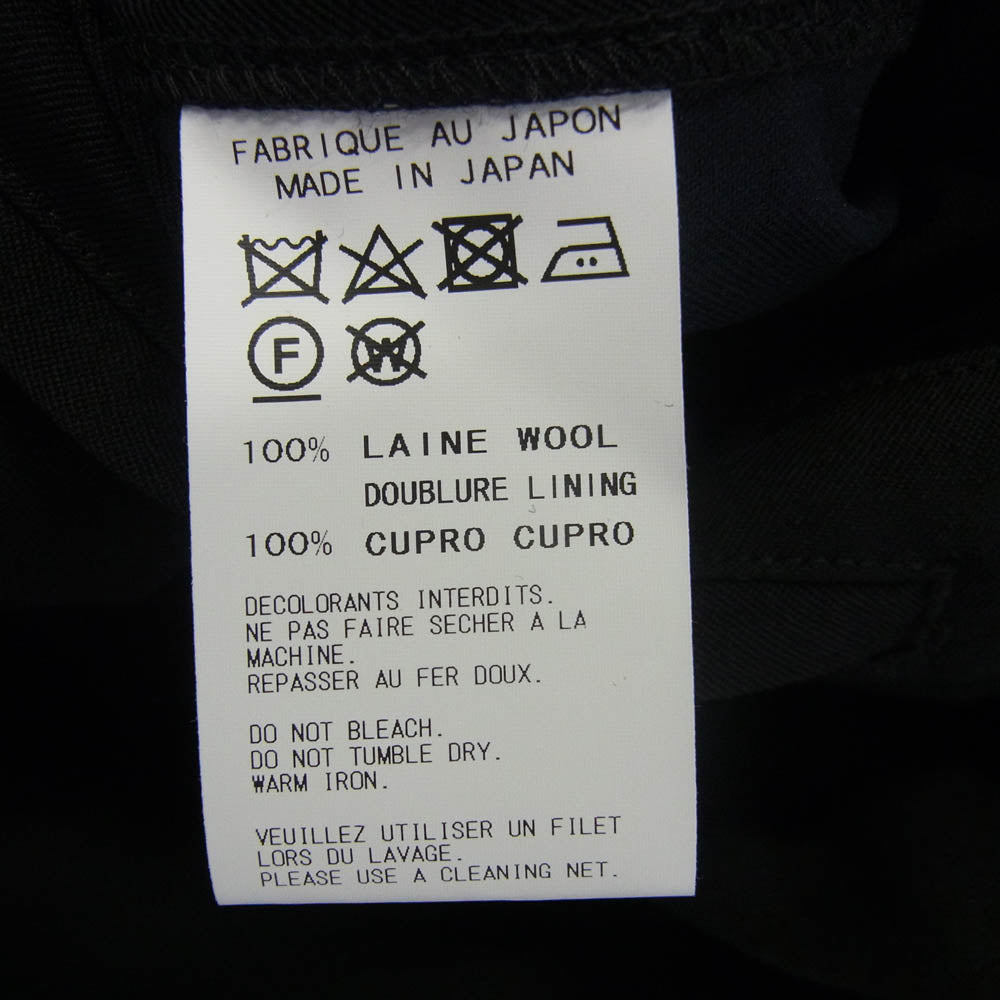 FABRIQUE AU JAPON
MADE IN JAPAN
F W
100% LAINE WOOL
DOUBLURE LINING
100% CUPRO CUPRO
DECOLORANTS INTERDITS.
NE PAS FAIRE SECHER A LA
MACHINE.
REPASSER AU FER DOUX.
DO NOT BLEACH.
DO NOT TUMBLE DRY.
WARM IRON.
VEUILLEZ UTILISER UN FILET
LORS DU LAVAGE.
PLEASE USE A CLEANING NET.